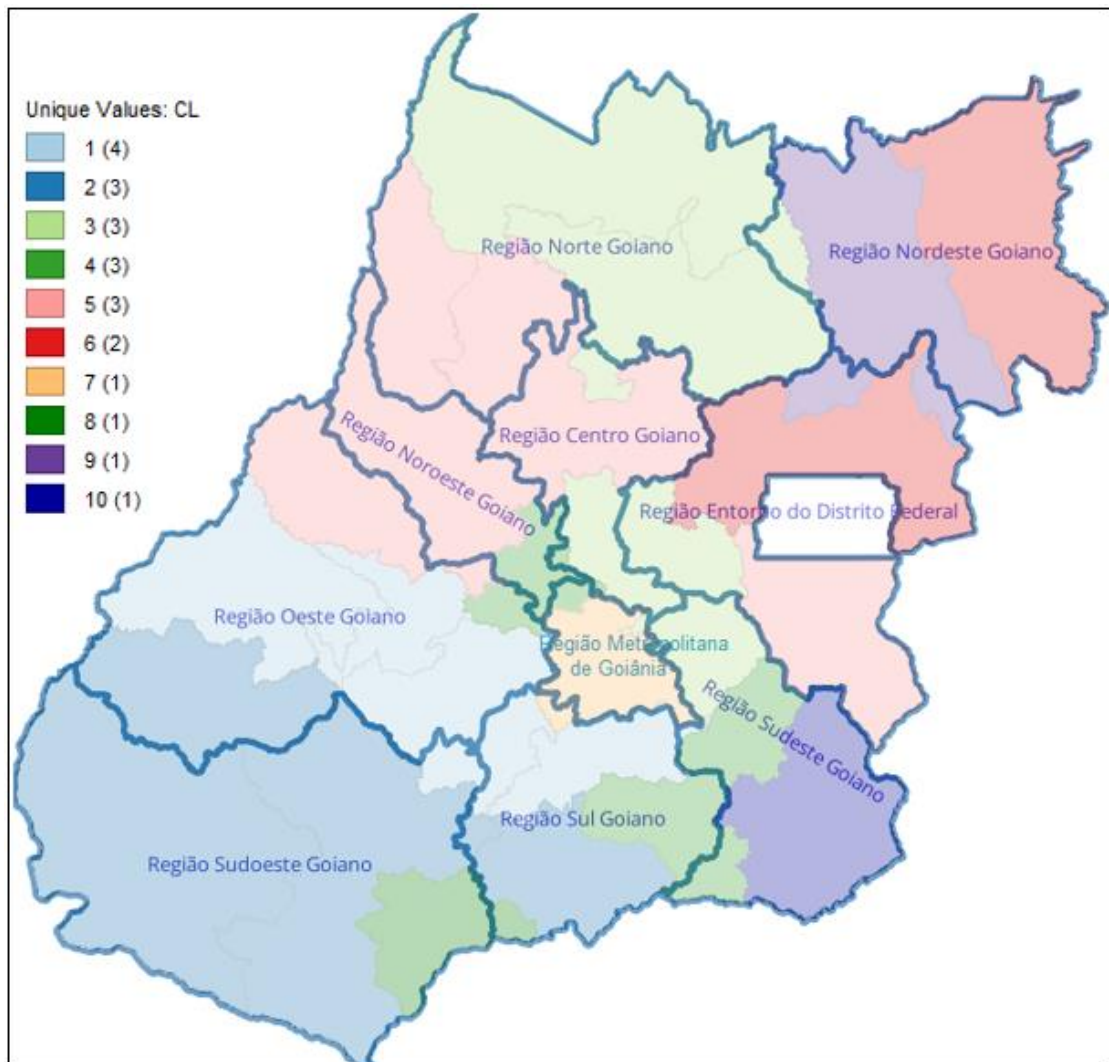 Unique Values: CL
1 (4)
2 (3)
3 (3)
4 (3)
5 (3)
6 (2)
7 (1)
8 (1)
9 (1)
10 (1)
Região Norte Goiano
Região Nordeste Goiano
Região Centro Goiano
Região Noroeste Goiano
Região Entorno do Distrito Federal
Região Oeste Goiano
Região Metropolitana
de Goiânia
Região Sudeste Goiano
Região Sul Goiano
Região Sudoeste Goiano